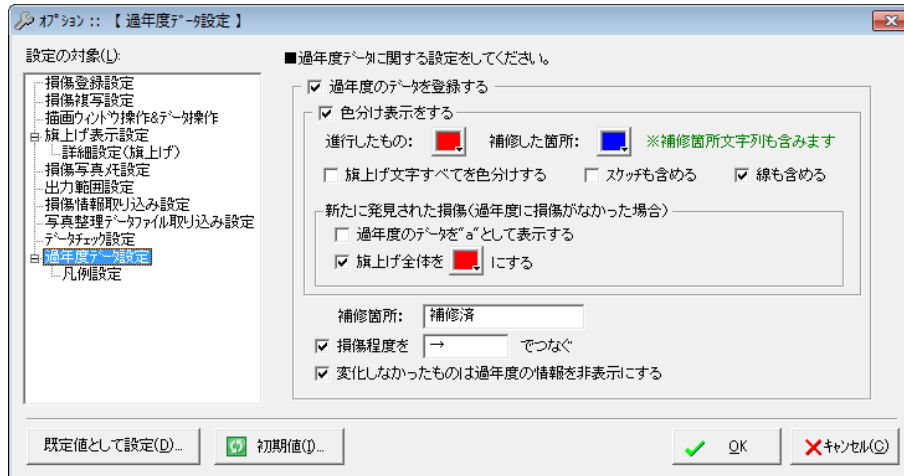 ｵﾌﾟｼｮﾝ :: 【 過年度ﾃﾞｰﾀ設定 】
設定の対象(L):
損傷登録設定
損傷複写設定
描画ｳｨﾝﾄﾞｳ操作&ﾃﾞｰﾀ操作
旗上げ表示設定
詳細設定(旗上げ)
損傷写真ﾒﾓ設定
出力範囲設定
損傷情報取り込み設定
写真整理ﾃﾞｰﾀﾌｧｲﾙ取り込み設定
ﾃﾞｰﾀﾁｪｯｸ設定
過年度ﾃﾞｰﾀ設定
凡例設定
■過年度ﾃﾞｰﾀに関する設定をしてください。
過年度のﾃﾞｰﾀを登録する
色分け表示をする
進行したもの: 補修した箇所: ※補修箇所文字列も含みます
旗上げ文字すべてを色分けする ｽｹｯﾁも含める 線も含める
新たに発見された損傷(過年度に損傷がなかった場合)
過年度のﾃﾞｰﾀを"a"として表示する
旗上げ全体を にする
補修箇所: 補修済
損傷程度を → でつなぐ
変化しなかったものは過年度の情報を非表示にする
既定値として設定(D)... 初期値(I)... OK ｷｬﾝｾﾙ(C)